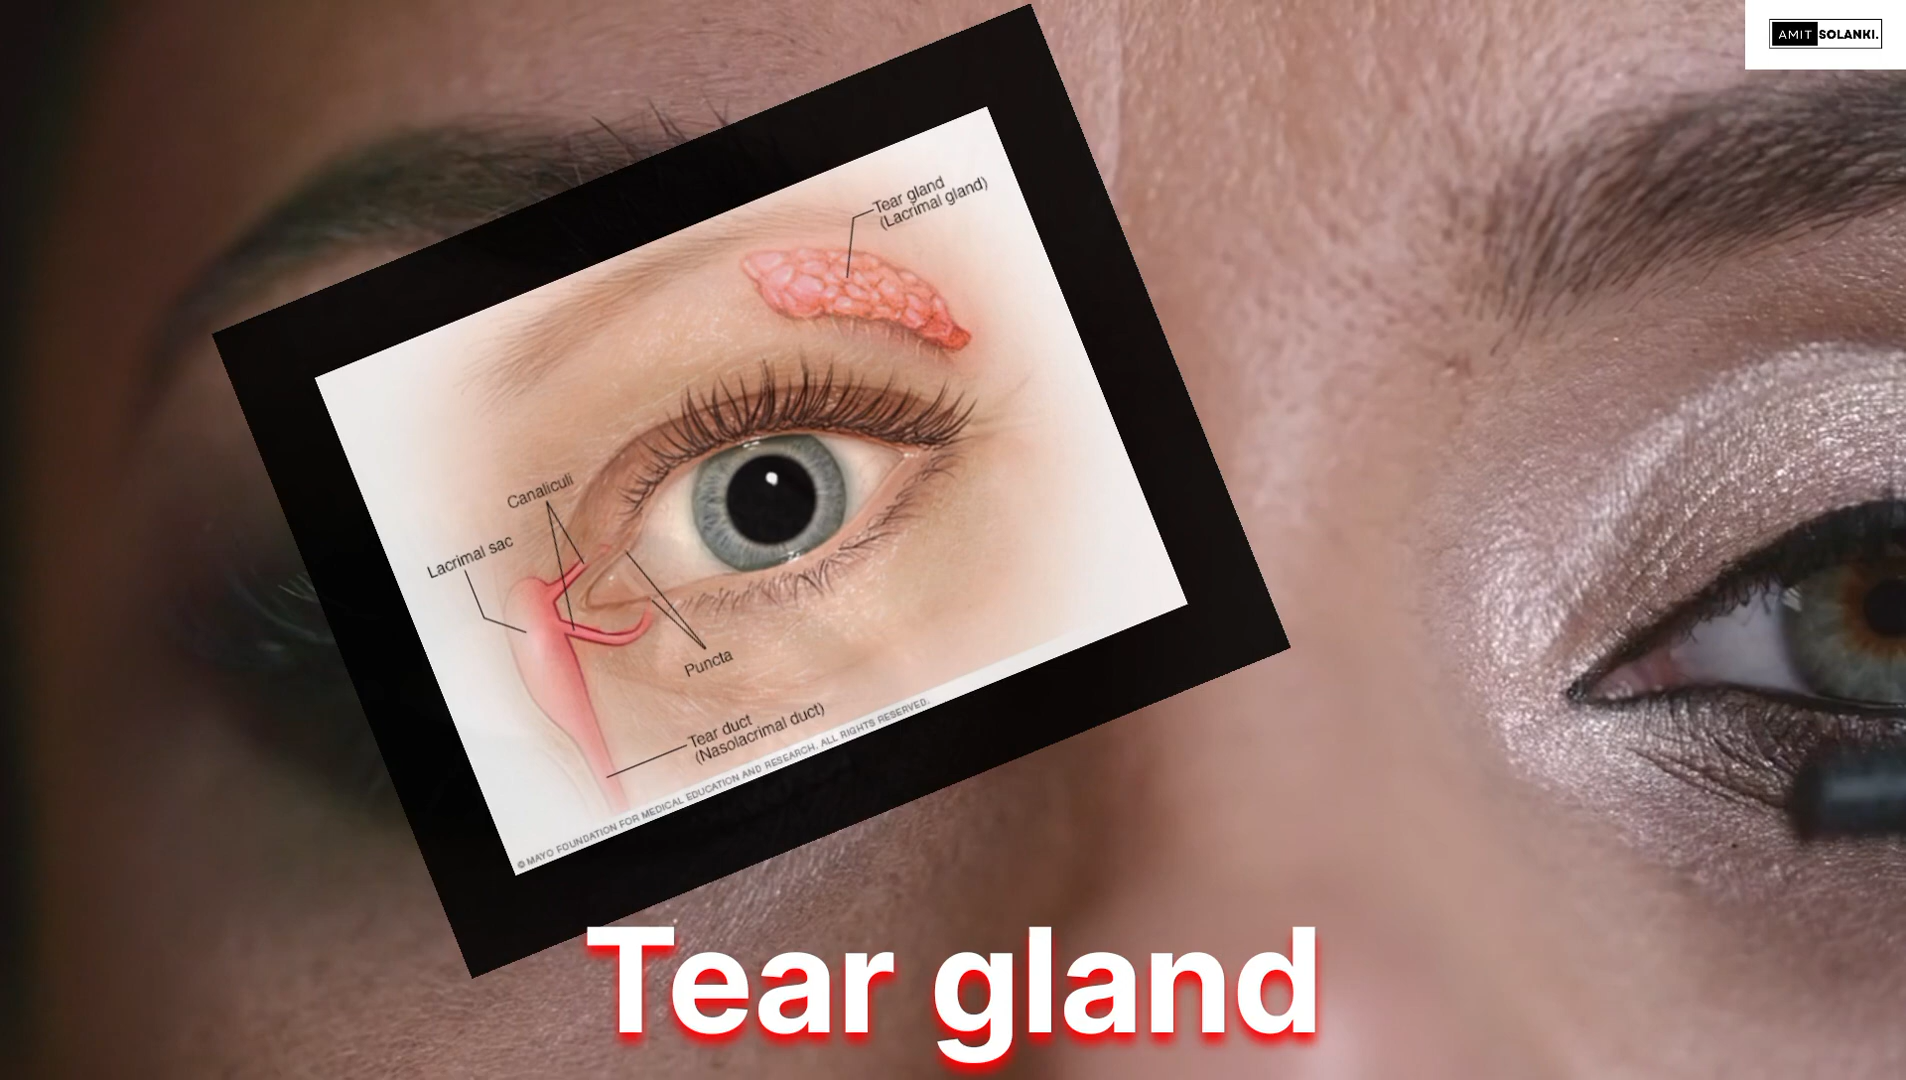 AMIT SOLANKI.
Tear gland
(Lacrimal gland)
Canaliculi
Lacrimal sac
Puncta
Tear duct
(Nasolacrimal duct)
© MAYO FOUNDATION FOR MEDICAL EDUCATION AND RESEARCH. ALL RIGHTS RESERVED.
Tear gland